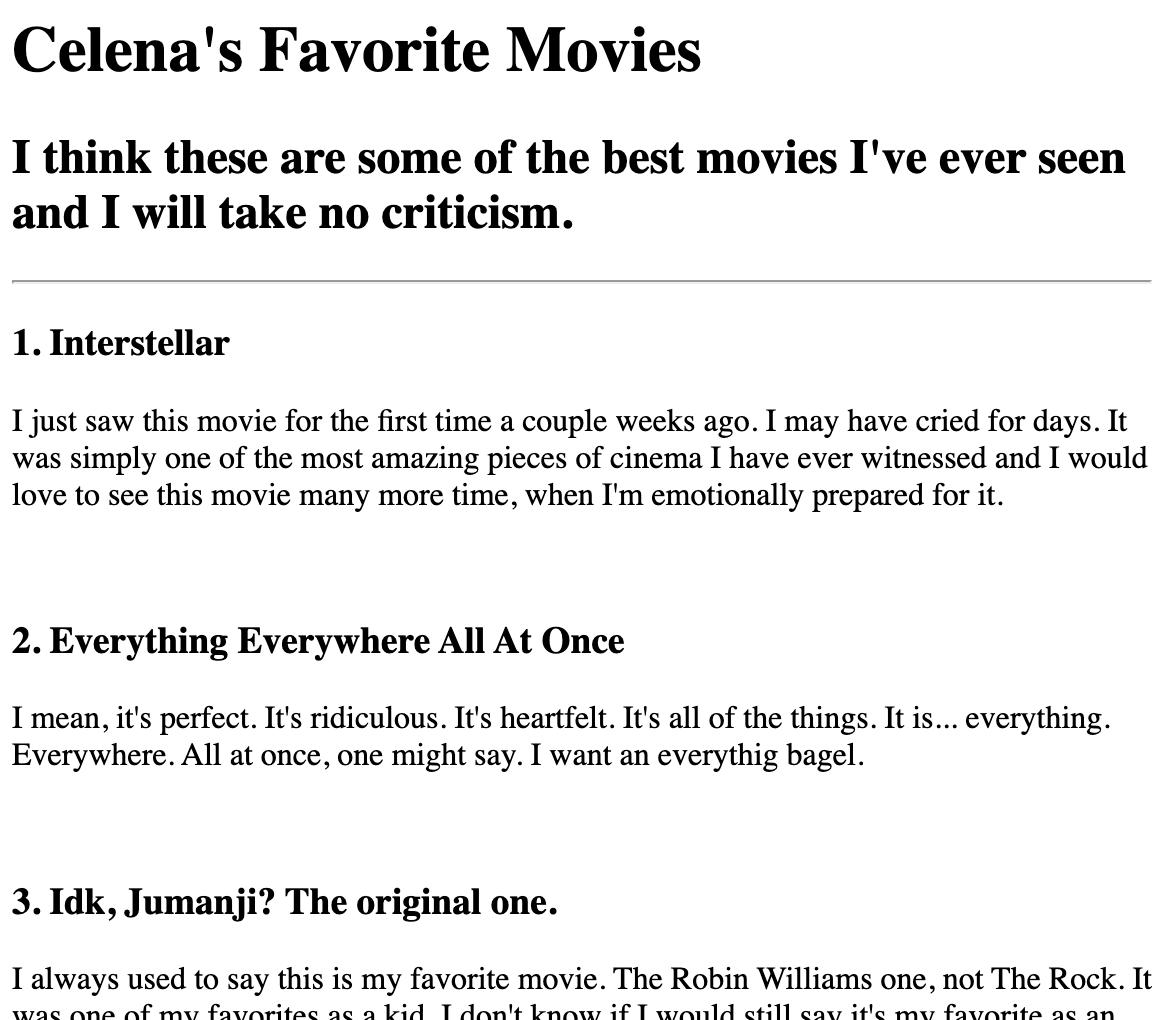 Celena's Favorite Movies
I think these are some of the best movies I've ever seen
and I will take no criticism.
1. Interstellar
I just saw this movie for the first time a couple weeks ago. I may have cried for days. It
was simply one of the most amazing pieces of cinema I have ever witnessed and I would
love to see this movie many more time, when I'm emotionally prepared for it.
2. Everything Everywhere All At Once
I mean, it's perfect. It's ridiculous. It's heartfelt. It's all of the things. It is... everything.
Everywhere. All at once, one might say. I want an everythig bagel.
3. Idk, Jumanji? The original one.
I always used to say this is my favorite movie. The Robin Williams one, not The Rock. It
was one of my favorites as a kid. I don't know if I would still say it's my favorite as an